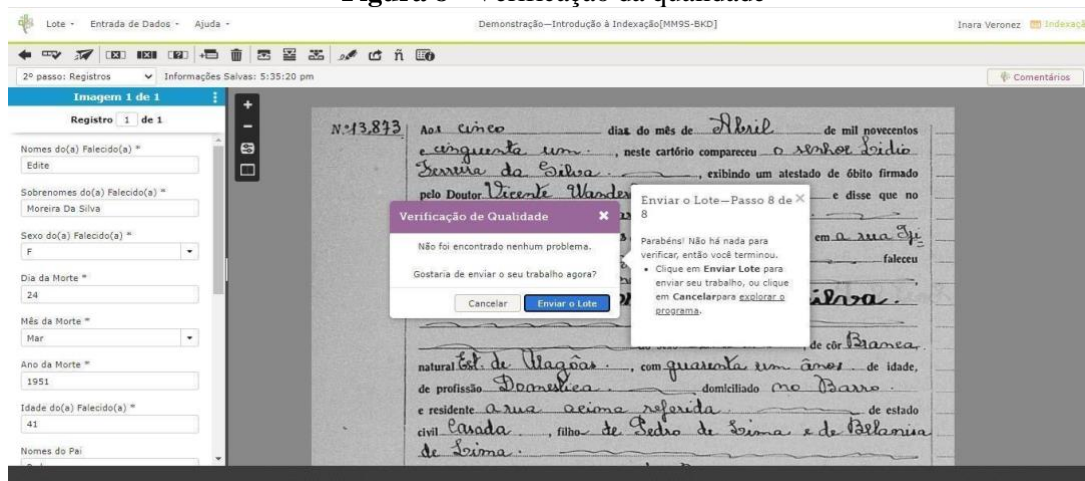 Figura 8 – Verificação da qualidade
Lote Entrada de Dados Ajuda
Demonstração—Introdução à Indexação[MM9S-BKD]
Inara Veronez Indexaçã
ñ
2º passo: Registros Informações Salvas: 5:35:20 pm
Comentários
Imagem 1 de 1
Registro 1 de 1
Nomes do(a) Falecido(a) *
Edite
Sobrenomes do(a) Falecido(a) *
Moreira Da Silva
Sexo do(a) Falecido(a) *
F
Dia da Morte *
24
Mês da Morte *
Mar
Ano da Morte *
1951
Idade do(a) Falecido(a) *
41
Nomes do Pai
Nº13,873 Aos cinco dias do mês de Abril de mil novecentos
e cinquenta um, neste cartório compareceu o senhor Lidio
Ferreira da Silva, exibindo um atestado de óbito firmado
pelo Doutor Vicente e disse que no
em a rua
faleceu
Silva.
Verificação de Qualidade
Não foi encontrado nenhum problema.
Gostaria de enviar o seu trabalho agora?
Cancelar Enviar o Lote
Enviar o Lote—Passo 8 de
8
Parabéns! Não há nada para
verificar, então você terminou.
• Clique em Enviar Lote para
enviar seu trabalho, ou clique
em Cancelarpara explorar o
programa.
de côr Branca,
natural Est. de Alagôas, com quarenta um ânos de idade,
de profissão Domestica domiciliado no Barro.
e residente a rua acima referida de estado
civil Casada, filho de Pedro de Lima e de Belarmisa
de Lima.